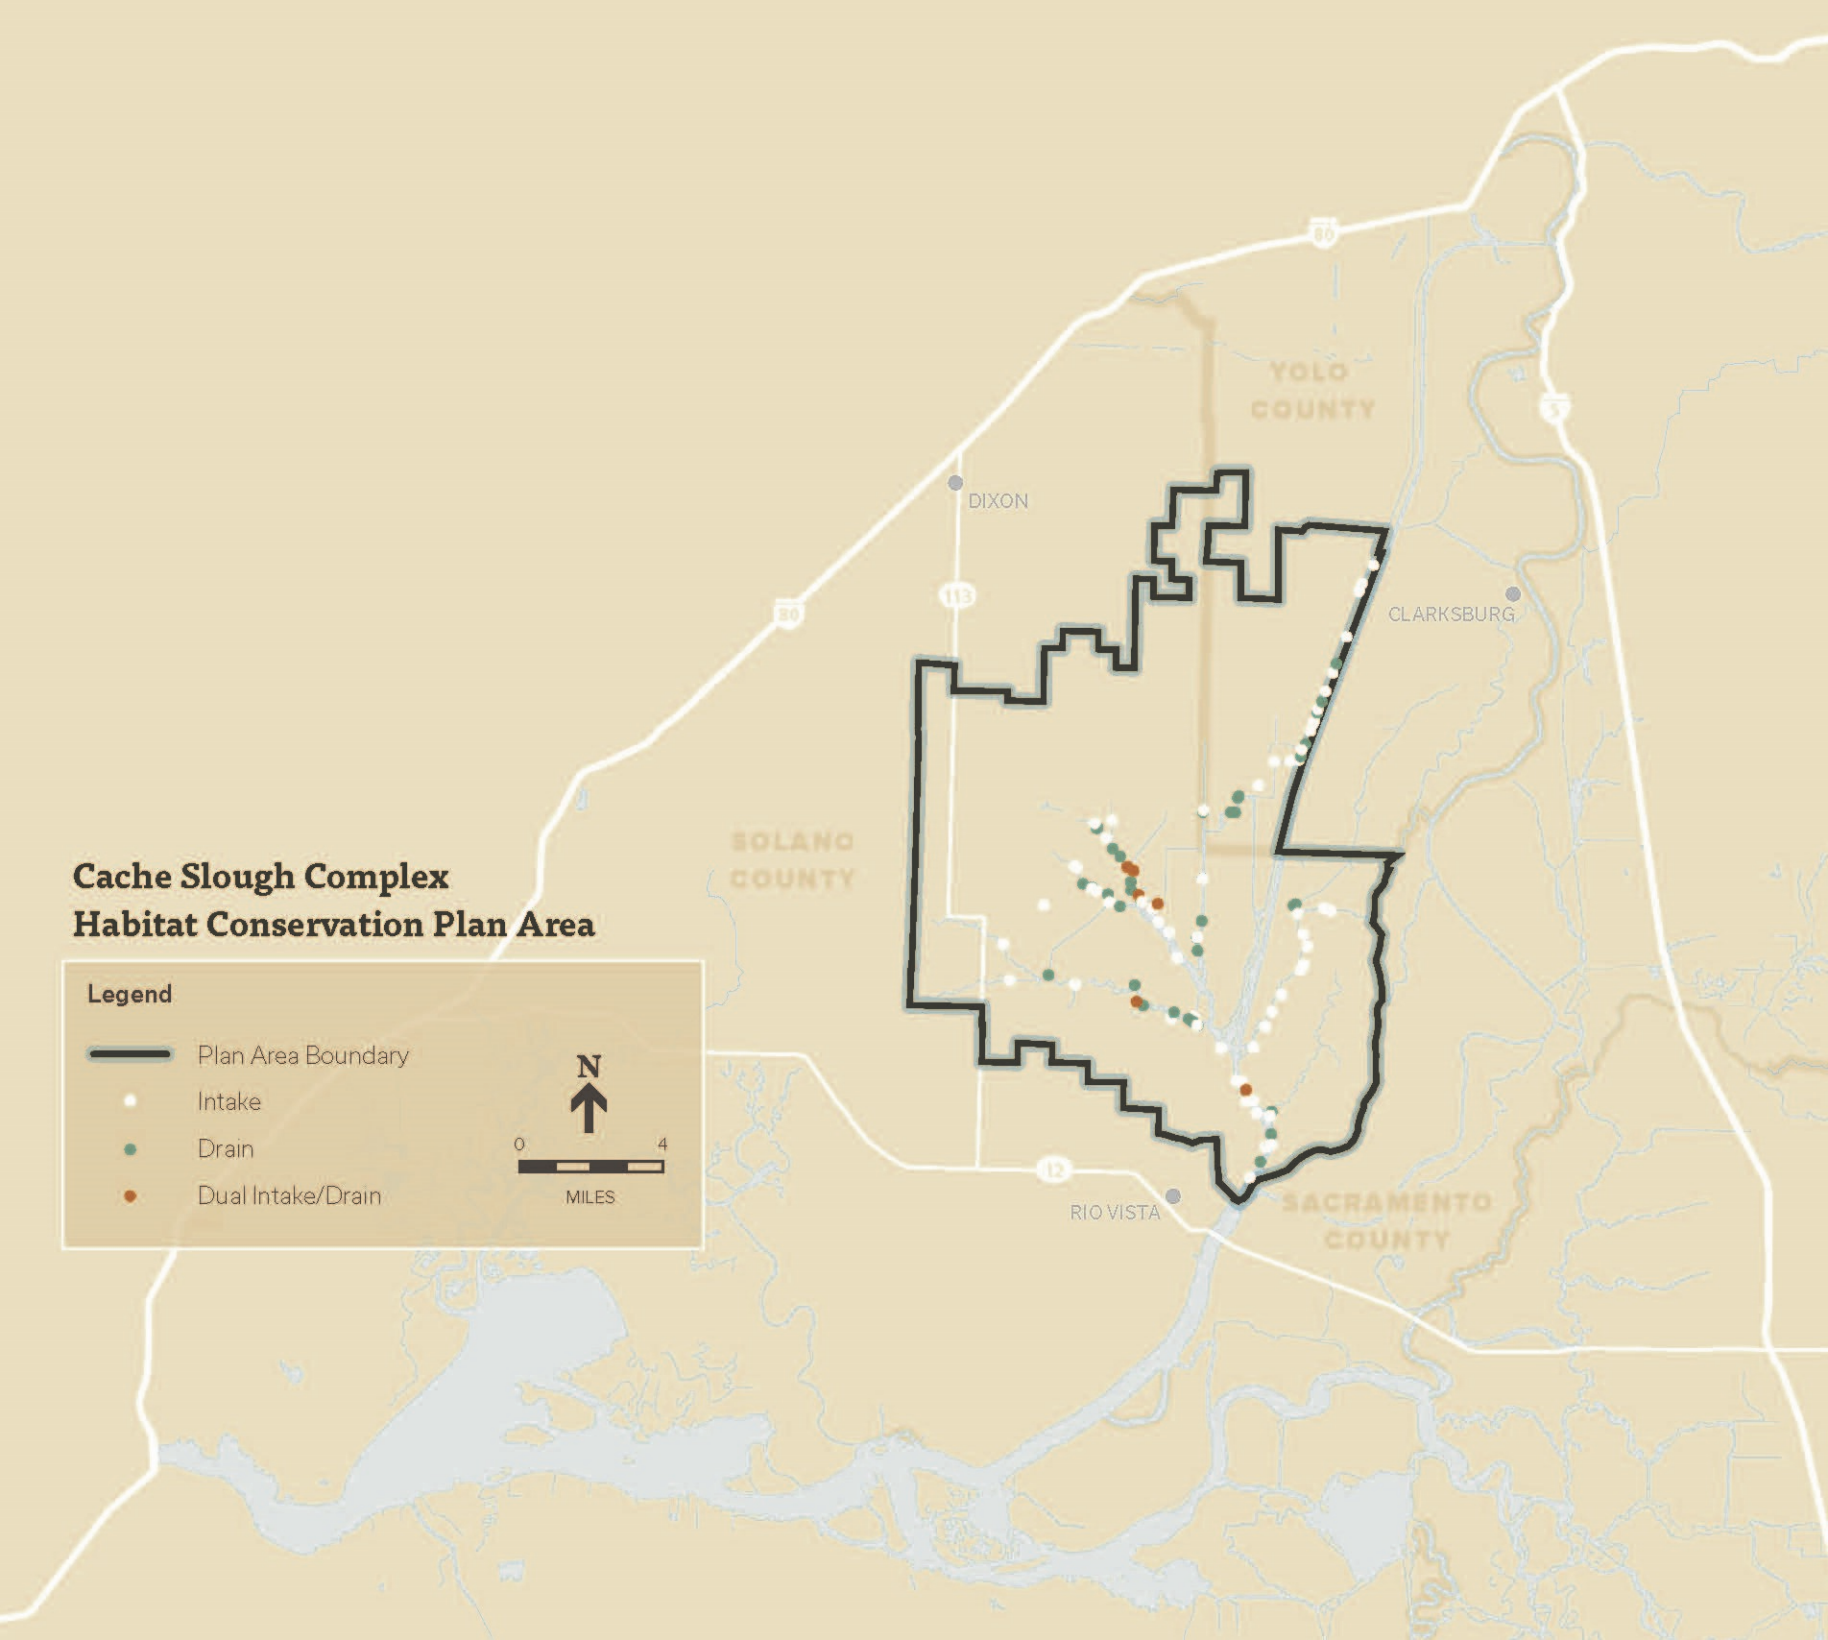 80
YOLO
COUNTY
5
DIXON
113
80
CLARKSBURG
SOLANO
COUNTY
Cache Slough Complex
Habitat Conservation Plan Area
Legend
Plan Area Boundary
Intake
Drain
Dual Intake/Drain
N
0 4
MILES
12
RIO VISTA
SACRAMENTO
COUNTY